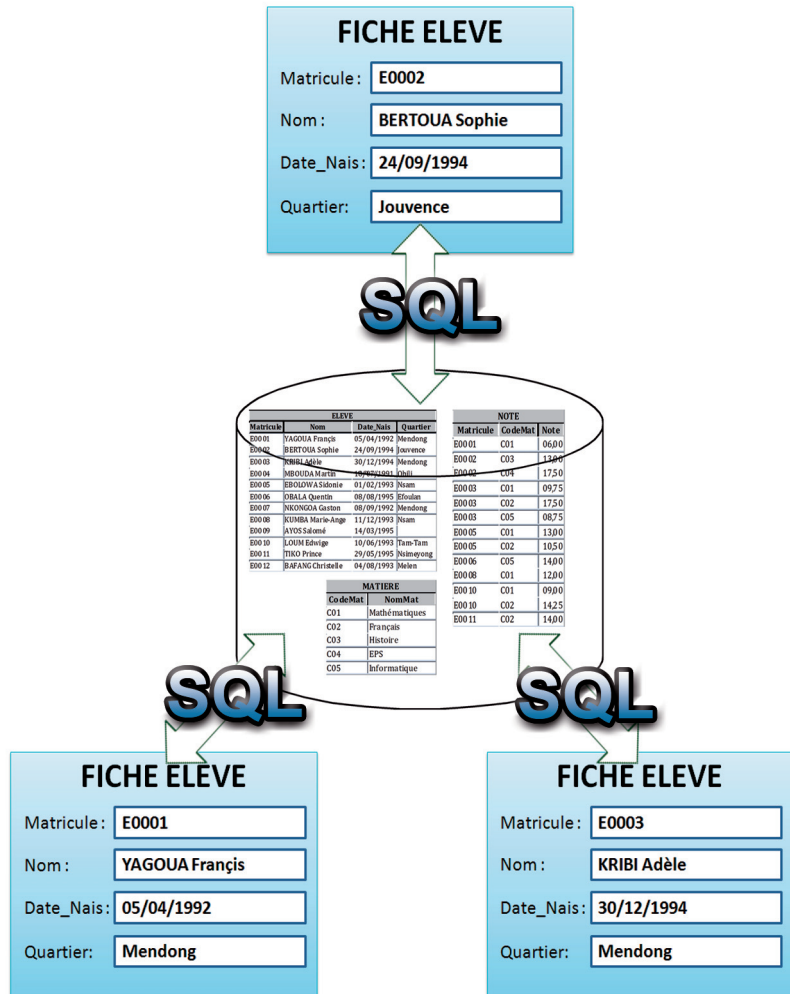 FICHE ELEVE
Matricule : E0002
Nom : BERTOUA Sophie
Date_Nais : 24/09/1994
Quartier: Jouvence
SQL
ELEVE
Matricule Nom Date_Nais Quartier
E0001 YAGOUA Françis 05/04/1992 Mendong
E0002 BERTOUA Sophie 24/09/1994 Jouvence
E0003 KRIBI Adèle 30/12/1994 Mendong
E0004 MBOUDA Martin 18/07/1991 Obili
E0005 EBOLOWA Sidonie 01/02/1993 Nsam
E0006 OBALA Quentin 08/08/1995 Efoulan
E0007 NKONGOA Gaston 08/09/1992 Mendong
E0008 KUMBA Marie-Ange 11/12/1993 Nsam
E0009 AYOS Salomé 14/03/1995
E0010 LOUM Edwige 10/06/1993 Tam-Tam
E0011 TIKO Prince 29/05/1995 Nsimeyong
E0012 BAFANG Christelle 04/08/1993 Melen
NOTE
Matricule CodeMat Note
E0001 C01 06,00
E0002 C03 13,00
E0002 C04 17,50
E0003 C01 09,75
E0003 C02 17,50
E0003 C05 08,75
E0005 C01 13,00
E0005 C02 10,50
E0006 C05 14,00
E0008 C01 12,00
E0010 C01 09,00
E0010 C02 14,25
E0011 C02 14,00
MATIERE
CodeMat NomMat
C01 Mathématiques
C02 Français
C03 Histoire
C04 EPS
C05 Informatique
SQL
SQL
FICHE ELEVE
Matricule : E0001
Nom : YAGOUA Françis
Date_Nais : 05/04/1992
Quartier: Mendong
FICHE ELEVE
Matricule : E0003
Nom : KRIBI Adèle
Date_Nais : 30/12/1994
Quartier: Mendong